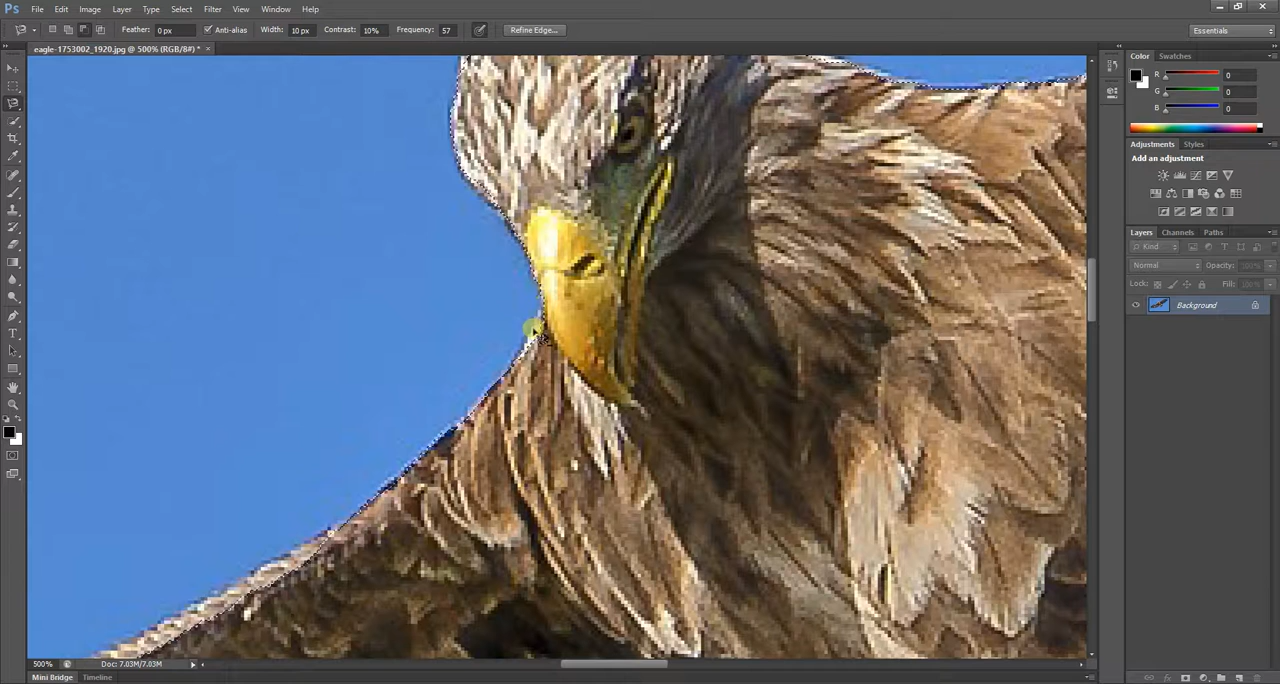 Ps File Edit Image Layer Type Select Filter View Window Help
Feather: 0 px Anti-alias Width: 10 px Contrast: 10% Frequency: 57 Refine Edge... Essentials
eagle-1753002_1920.jpg @ 500% (RGB/8#) * ×
Color Swatches
R 0
G 0
B 0
Adjustments Styles
Add an adjustment
Layers Channels Paths
Kind
Normal Opacity: 100%
Lock: Fill: 100%
Background
500% Doc: 7.03M/7.03M
Mini Bridge Timeline